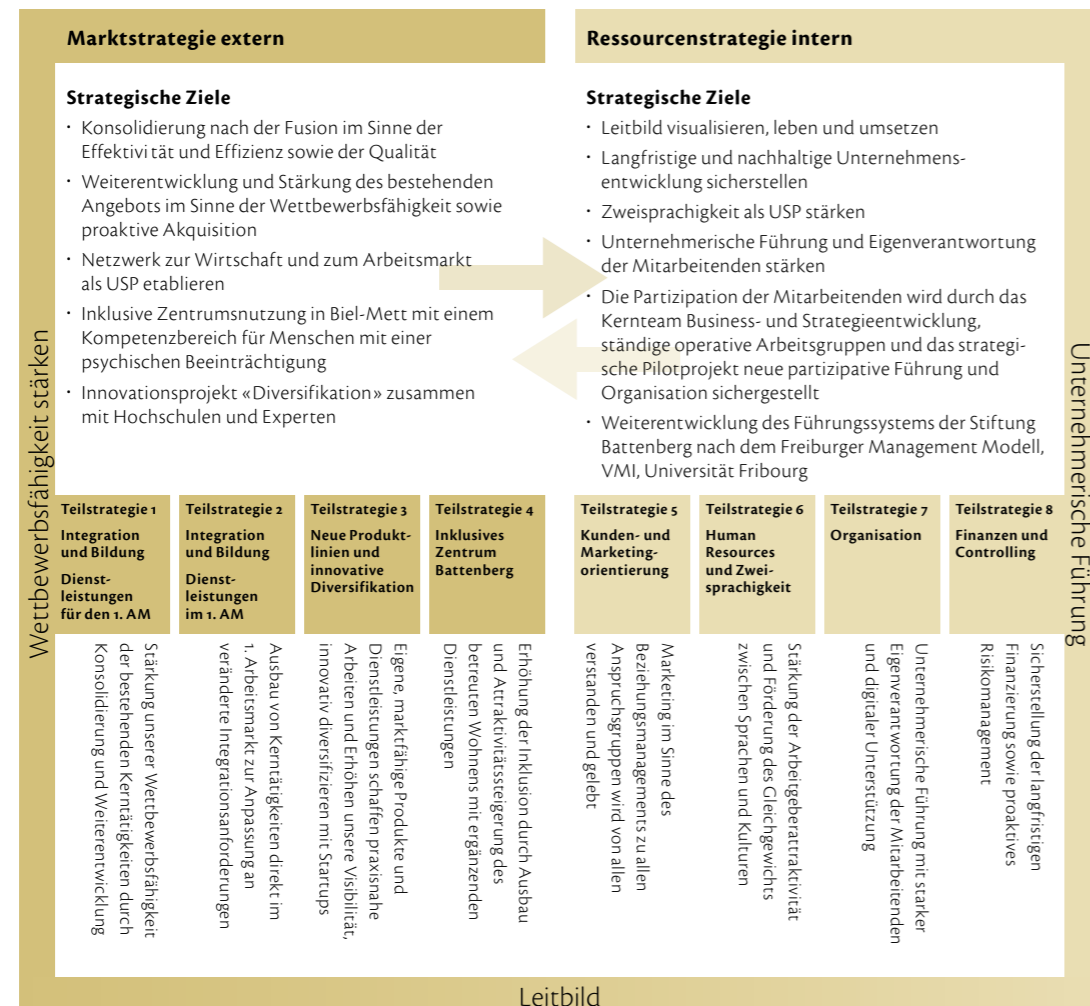 Marktstrategie extern
Strategische Ziele
· Konsolidierung nach der Fusion im Sinne der
Effektivität und Effizienz sowie der Qualität
· Weiterentwicklung und Stärkung des bestehenden
Angebots im Sinne der Wettbewerbsfähigkeit sowie
proaktive Akquisition
· Netzwerk zur Wirtschaft und zum Arbeitsmarkt
als USP etablieren
· Inklusive Zentrumsnutzung in Biel-Mett mit einem
Kompetenzbereich für Menschen mit einer
psychischen Beeinträchtigung
· Innovationsprojekt «Diversifikation» zusammen
mit Hochschulen und Experten
Ressourcenstrategie intern
Strategische Ziele
· Leitbild visualisieren, leben und umsetzen
· Langfristige und nachhaltige Unternehmens-
entwicklung sicherstellen
· Zweisprachigkeit als USP stärken
· Unternehmerische Führung und Eigenverantwortung
der Mitarbeitenden stärken
· Die Partizipation der Mitarbeitenden wird durch das
Kernteam Business- und Strategieentwicklung,
ständige operative Arbeitsgruppen und das strategi-
sche Pilotprojekt neue partizipative Führung und
Organisation sichergestellt
· Weiterentwicklung des Führungssystems der Stiftung
Battenberg nach dem Freiburger Management Modell,
VMI, Universität Fribourg
Wettbewerbsfähigkeit stärken
Unternehmerische Führung
Teilstrategie 1
Integration
und Bildung
Dienst-
leistungen
für den 1. AM
Stärkung unserer Wettbewerbsfähigkeit
der bestehenden Kerntätigkeiten durch
Konsolidierung und Weiterentwicklung
Teilstrategie 2
Integration
und Bildung
Dienst-
leistungen
im 1. AM
Ausbau von Kerntätigkeiten direkt im
1. Arbeitsmarkt zur Anpassung an
veränderte Integrationsanforderungen
Teilstrategie 3
Neue Produkt-
linien und
innovative
Diversifikation
Eigene, marktfähige Produkte und
Dienstleistungen schaffen praxisnahe
Arbeiten und Erhöhen unsere Visibilität,
innovativ diversifizieren mit Startups
Teilstrategie 4
Inklusives
Zentrum
Battenberg
Erhöhung der Inklusion durch Ausbau
und Attraktivitätssteigerung des
betreuten Wohnens mit ergänzenden
Dienstleistungen
Teilstrategie 5
Kunden- und
Marketing-
orientierung
Marketing im Sinne des
Beziehungsmanagements zu allen
Anspruchsgruppen wird von allen
verstanden und gelebt
Teilstrategie 6
Human
Resources
und Zwei-
sprachigkeit
Stärkung der Arbeitgeberattraktivität
und Förderung des Gleichgewichts
zwischen Sprachen und Kulturen
Teilstrategie 7
Organisation
Unternehmerische Führung mit starker
Eigenverantwortung der Mitarbeitenden
und digitaler Unterstützung
Teilstrategie 8
Finanzen und
Controlling
Sicherstellung der langfristigen
Finanzierung sowie proaktives
Risikomanagement
Leitbild